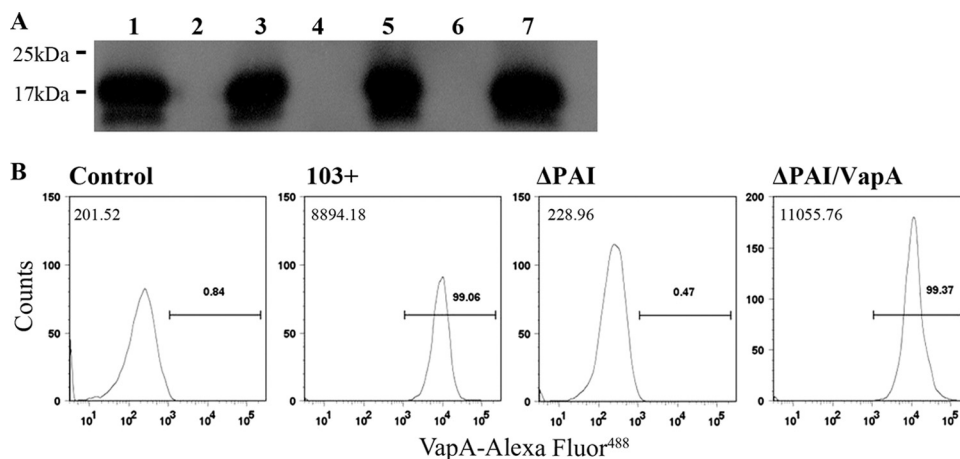 A
1 2 3 4 5 6 7
25kDa
17kDa
B
Control 103+ ΔPAI ΔPAI/VapA
150 150 150 200
201.52 8894.18 228.96 11055.76
150
100 100 100
0.84 99.06 0.47 99.37
100
50 50 50
50
0 0 0 0
10¹ 10² 10³ 10⁴ 10⁵ 10¹ 10² 10³ 10⁴ 10⁵ 10¹ 10² 10³ 10⁴ 10⁵ 10¹ 10² 10³ 10⁴ 10⁵
Counts
VapA-Alexa Fluor⁴⁸⁸